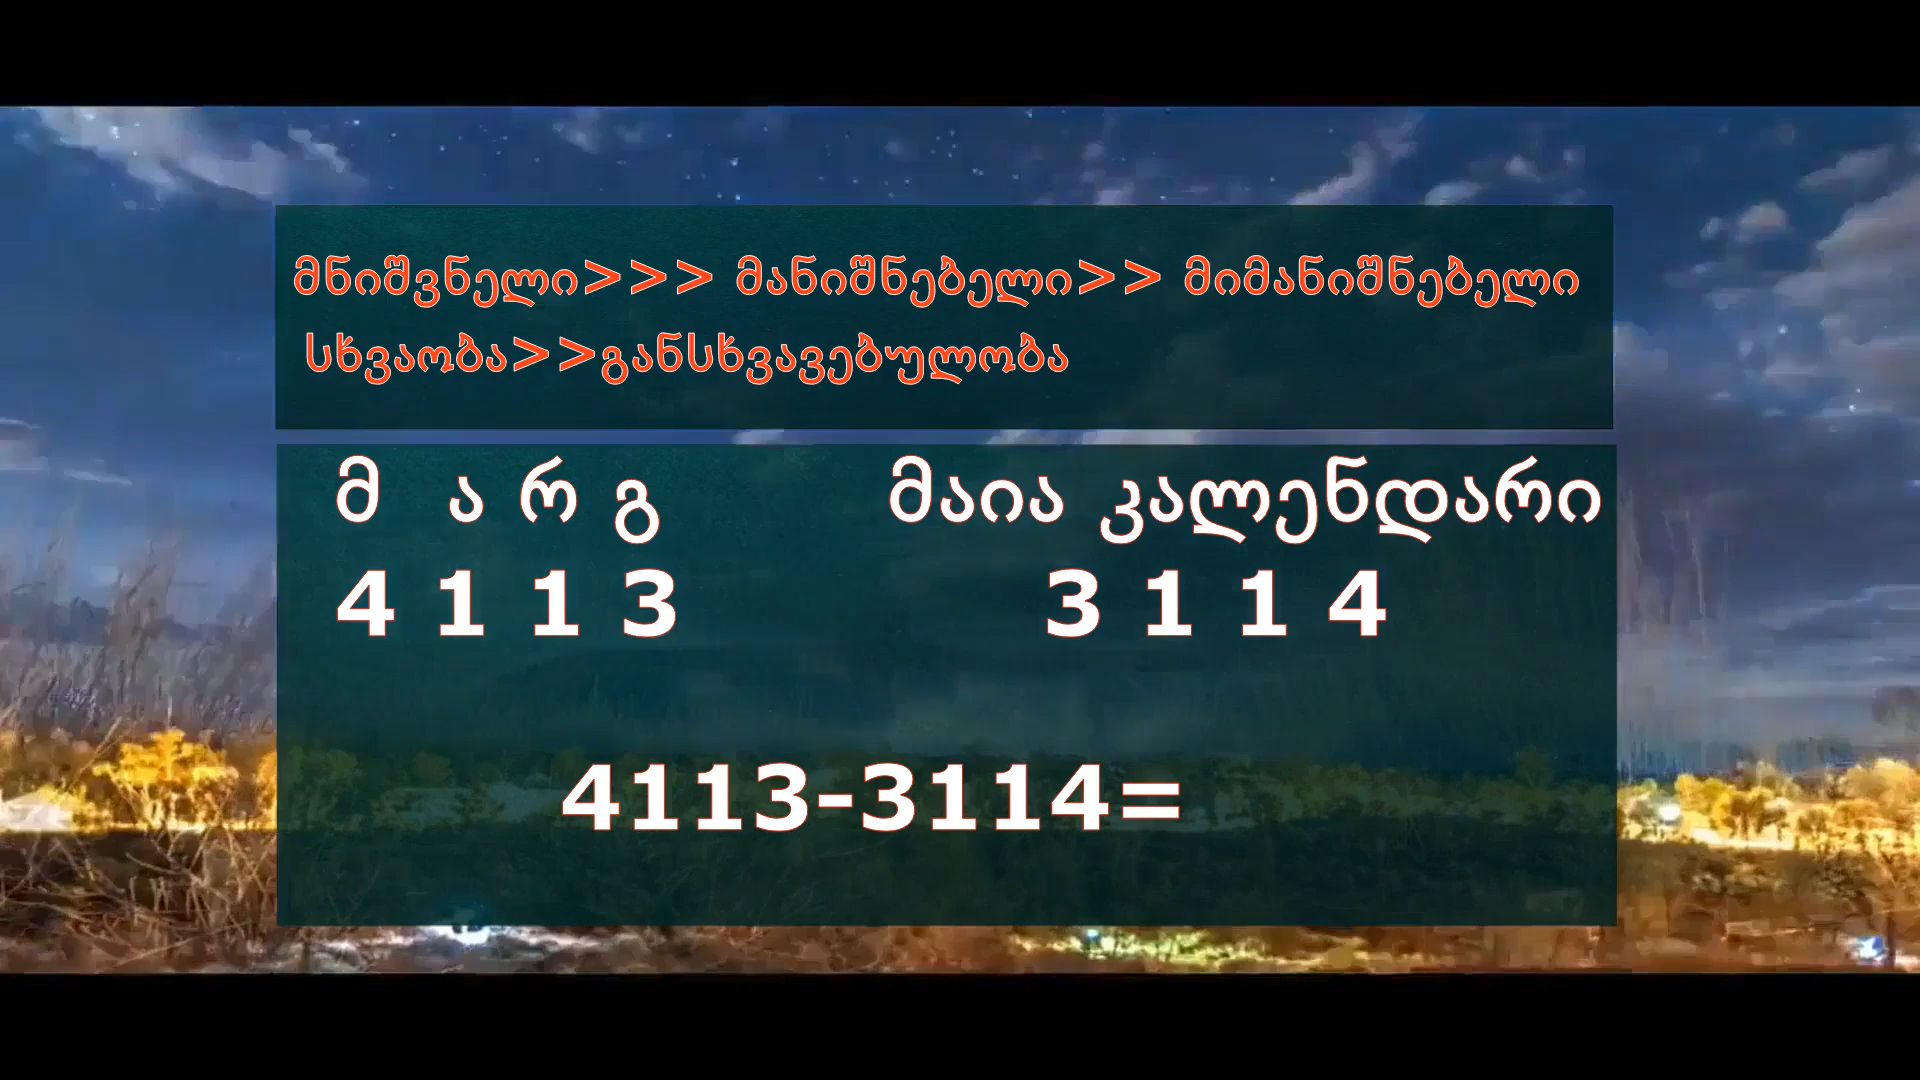 მნიშვნელი>>> მანიშნებელი>> მიმანიშნებელი
სხვაობა>>განსხვავებულობა
მ ა რ გ
მაია კალენდარი
4 1 1 3
3 1 1 4
4113-3114=